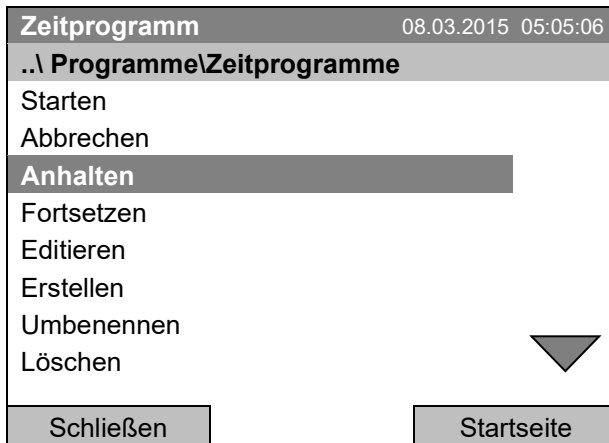 Zeitprogramm 08.03.2015 05:05:06
..\ Programme\Zeitprogramme
Starten
Abbrechen
Anhalten
Fortsetzen
Editieren
Erstellen
Umbenennen
Löschen
Schließen Startseite